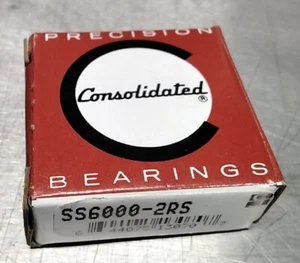 PRECISION
Consolidated®
BEARINGS
SS6000-2RS